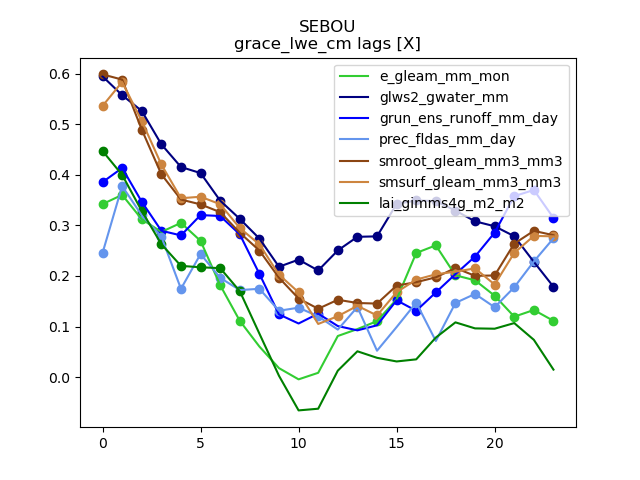 SEBOU
grace_lwe_cm lags [X]
e_gleam_mm_mon
glws2_gwater_mm
grun_ens_runoff_mm_day
prec_fldas_mm_day
smroot_gleam_mm3_mm3
smsurf_gleam_mm3_mm3
lai_gimms4g_m2_m2
0.6
0.5
0.4
0.3
0.2
0.1
0.0
0 5 10 15 20